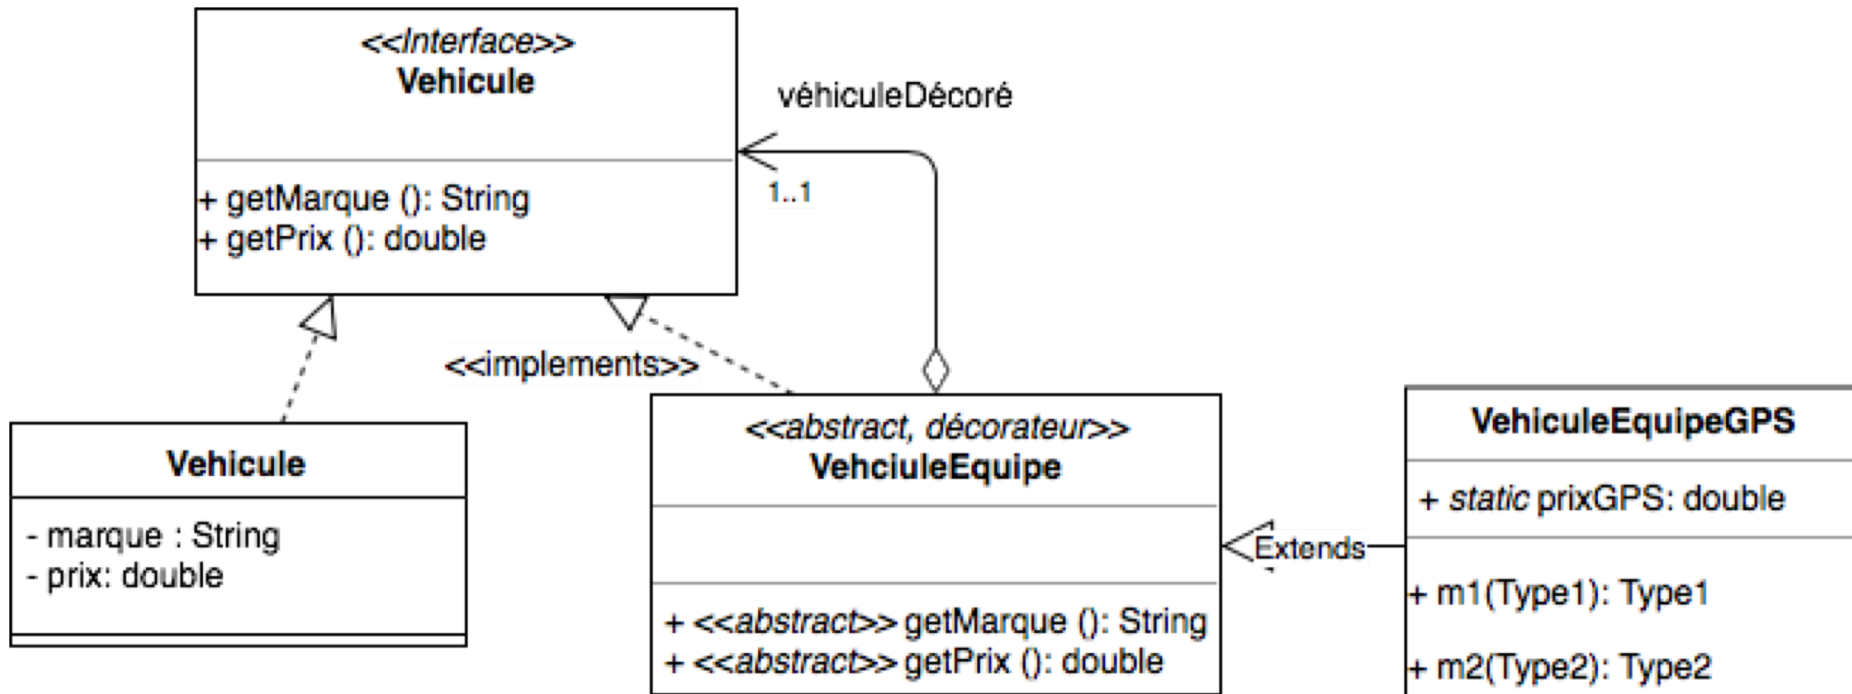 <<Interface>>
Vehicule
+ getMarque (): String
+ getPrix (): double
véhiculeDécoré
1..1
<<implements>>
Vehicule
- marque : String
- prix: double
<<abstract, décorateur>>
VehciuleEquipe
+ <<abstract>> getMarque (): String
+ <<abstract>> getPrix (): double
Extends
VehiculeEquipeGPS
+ static prixGPS: double
+ m1(Type1): Type1
+ m2(Type2): Type2